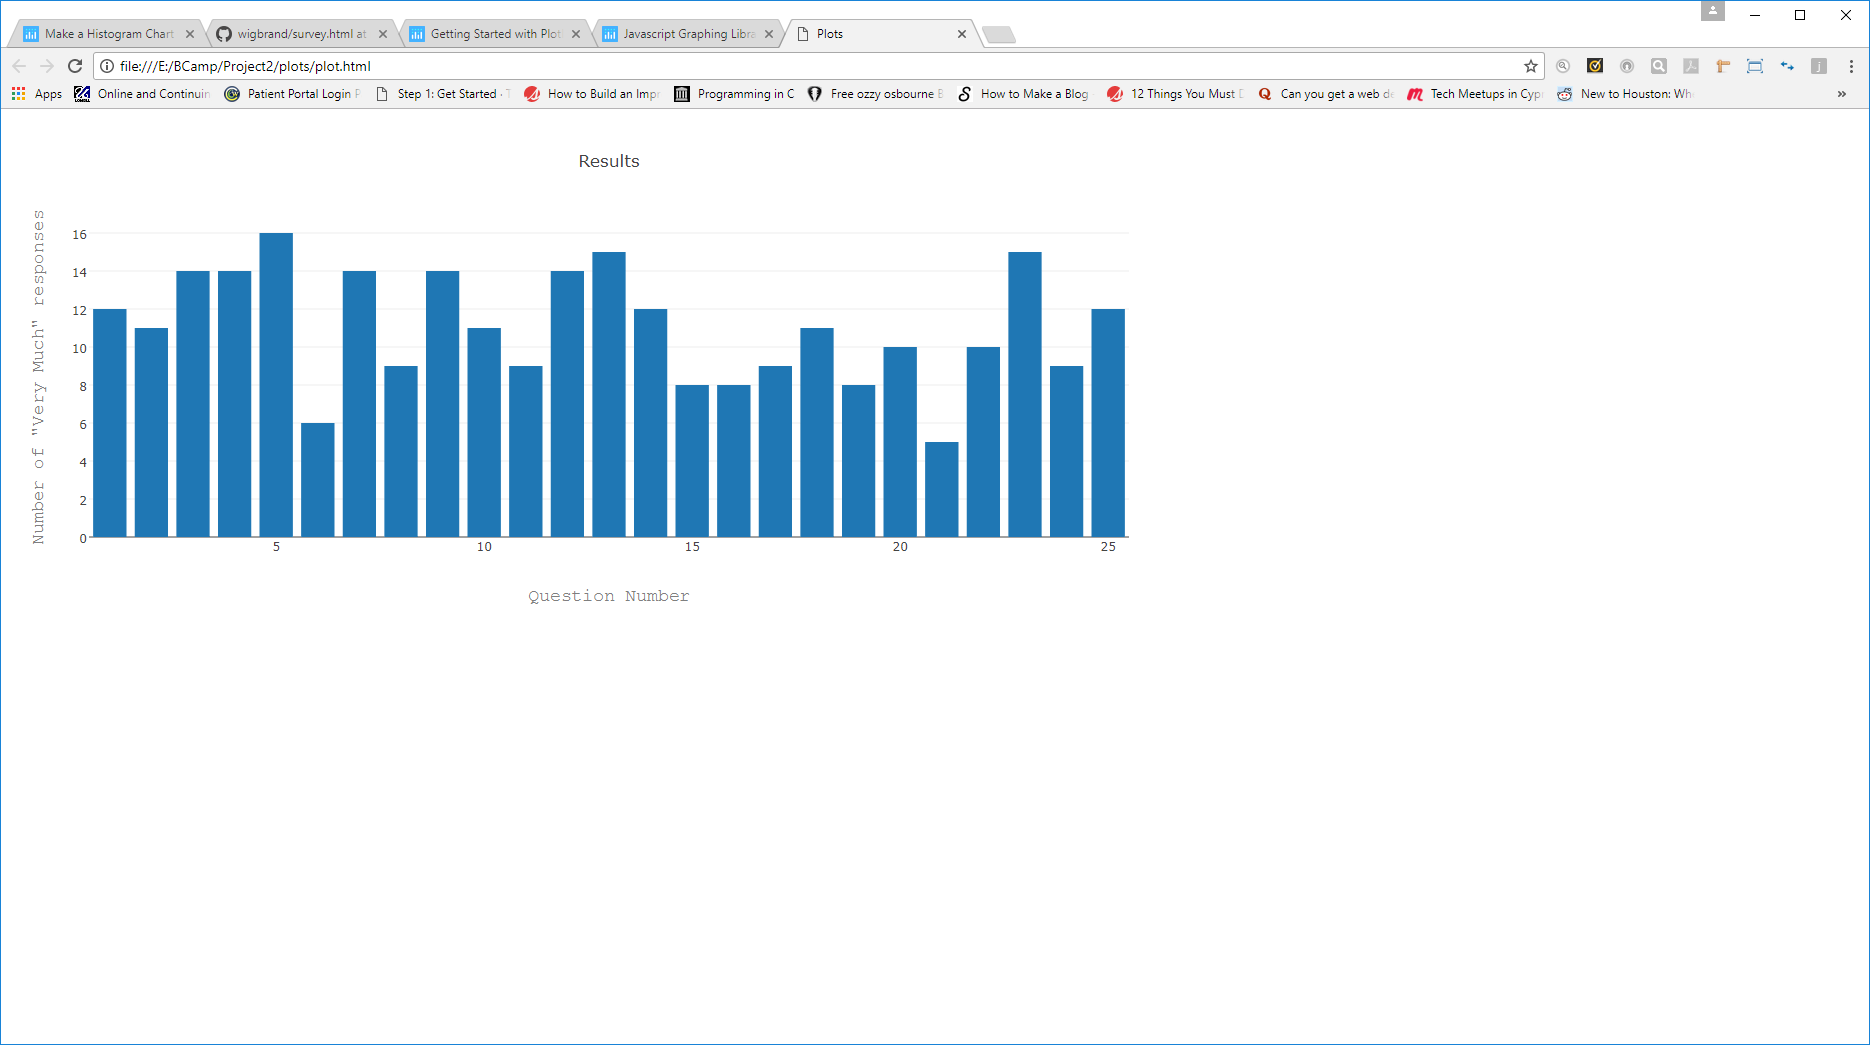 Make a Histogram Chart
wigbrand/survey.html at
Getting Started with Plot
Javascript Graphing Libra
Plots
file:///E:/BCamp/Project2/plots/plot.html
Apps
Online and Continuin
Patient Portal Login P
Step 1: Get Started · T
How to Build an Impr
Programming in C
Free ozzy osbourne B
How to Make a Blog
12 Things You Must D
Can you get a web de
Tech Meetups in Cypr
New to Houston: Wh
»
Results
Number of "Very Much" responses
16
14
12
10
8
6
4
2
0
5 10 15 20 25
Question Number